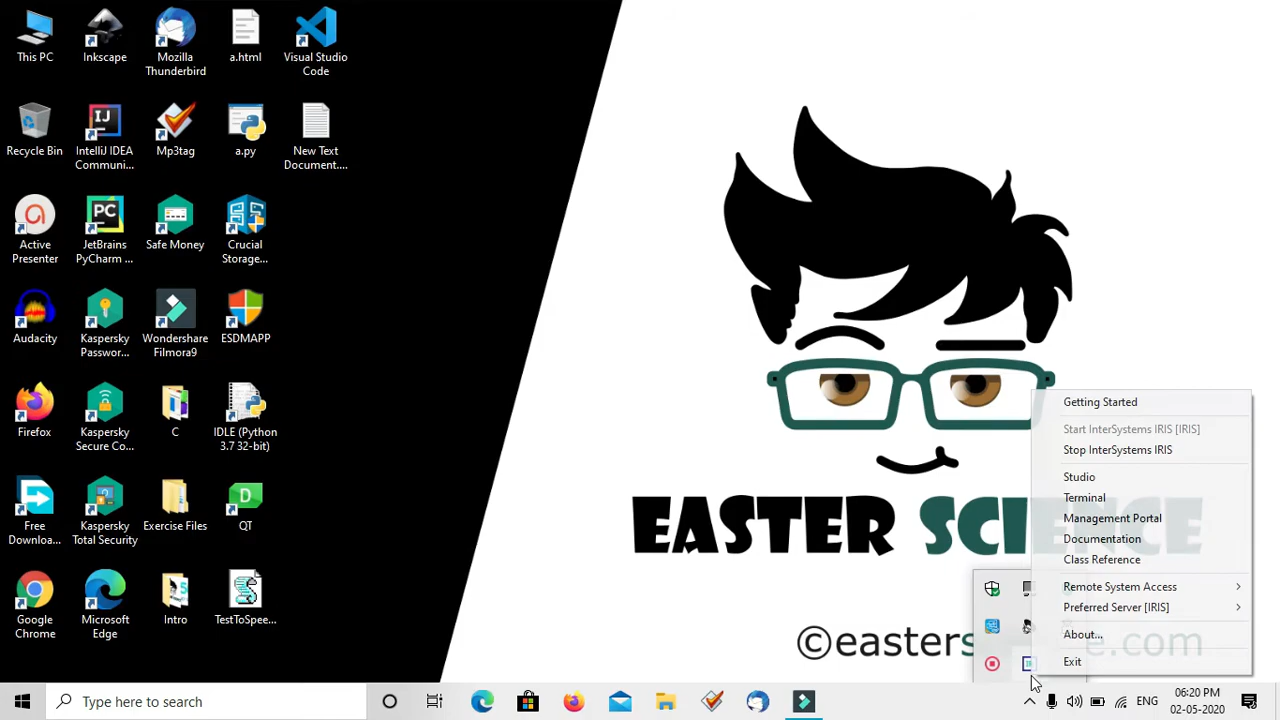 This PC
Inkscape
Mozilla
Thunderbird
a.html
Visual Studio
Code
Recycle Bin
IntelliJ IDEA
Communi...
Mp3tag
a.py
New Text
Document....
Active
Presenter
JetBrains
PyCharm ...
Safe Money
Crucial
Storage...
Audacity
Kaspersky
Passwor...
Wondershare
Filmora9
ESDMAPP
Firefox
Kaspersky
Secure Co...
C
IDLE (Python
3.7 32-bit)
Free
Downloa...
Kaspersky
Total Security
Exercise Files
QT
Google
Chrome
Microsoft
Edge
Intro
TestToSpee...
EASTER SCIENCE
Getting Started
Start InterSystems IRIS [IRIS]
Stop InterSystems IRIS
Studio
Terminal
Management Portal
Documentation
Class Reference
Remote System Access
Preferred Server [IRIS]
About...
Exit
Type here to search
ENG
06:20 PM
02-05-2020